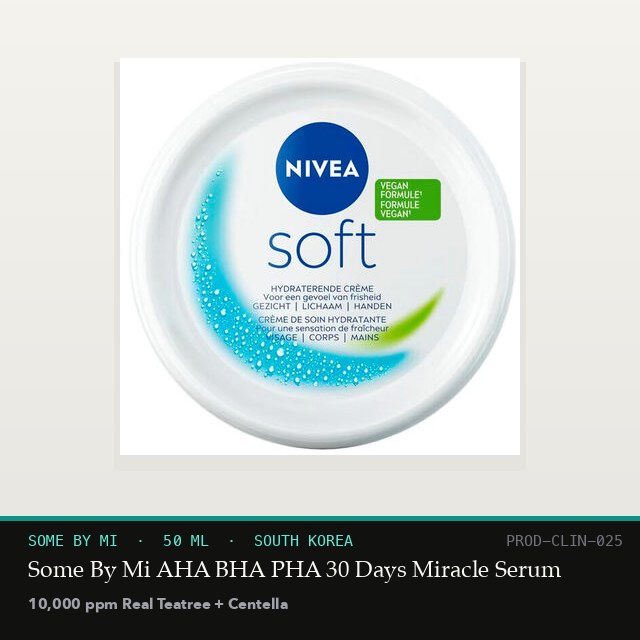 NIVEA
VEGAN
FORMULE¹
FORMULE
VEGAN¹
soft
HYDRATERENDE CRÈME
Voor een gevoel van frisheid
GEZICHT | LICHAAM | HANDEN
CRÈME DE SOIN HYDRATANTE
Pour une sensation de fraîcheur
VISAGE | CORPS | MAINS
SOME BY MI · 50 ML · SOUTH KOREA
PROD–CLIN–025
Some By Mi AHA BHA PHA 30 Days Miracle Serum
10,000 ppm Real Teatree + Centella